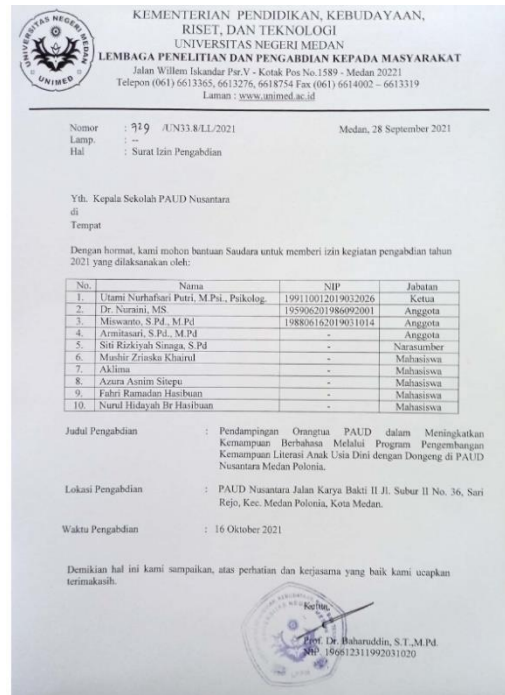 KEMENTERIAN PENDIDIKAN, KEBUDAYAAN,
RISET, DAN TEKNOLOGI
UNIVERSITAS NEGERI MEDAN
LEMBAGA PENELITIAN DAN PENGABDIAN KEPADA MASYARAKAT
Jalan Willem Iskandar Psr.V - Kotak Pos No.1589 - Medan 20221
Telepon (061) 6613365, 6613276, 6618754 Fax (061) 6614002 – 6613319
Laman : www.unimed.ac.id
UNIVERSITAS NEGERI MEDAN
UNIMED
Nomor : 929 /UN33.8/LL/2021 Medan, 28 September 2021
Lamp. : --
Hal : Surat Izin Pengabdian
Yth. Kepala Sekolah PAUD Nusantara
di
Tempat
Dengan hormat, kami mohon bantuan Saudara untuk memberi izin kegiatan pengabdian tahun
2021 yang dilaksanakan oleh:
No. Nama NIP Jabatan
1. Utami Nurhafsari Putri, M.Psi., Psikolog. 199110012019032026 Ketua
2. Dr. Nuraini, MS. 195906201986092001 Anggota
3. Miswanto, S.Pd., M.Pd 198806162019031014 Anggota
4. Armitasari, S.Pd., M.Pd - Anggota
5. Siti Rizkiyah Sinaga, S.Pd - Narasumber
6. Mushir Zriaska Khairul - Mahasiswa
7. Aklima - Mahasiswa
8. Azura Asnim Sitepu - Mahasiswa
9. Fahri Ramadan Hasibuan - Mahasiswa
10. Nurul Hidayah Br Hasibuan - Mahasiswa
Judul Pengabdian : Pendampingan Orangtua PAUD dalam Meningkatkan
Kemampuan Berbahasa Melalui Program Pengembangan
Kemampuan Literasi Anak Usia Dini dengan Dongeng di PAUD
Nusantara Medan Polonia.
Lokasi Pengabdian : PAUD Nusantara Jalan Karya Bakti II Jl. Subur II No. 36, Sari
Rejo, Kec. Medan Polonia, Kota Medan.
Waktu Pengabdian : 16 Oktober 2021
Demikian hal ini kami sampaikan, atas perhatian dan kerjasama yang baik kami ucapkan
terimakasih.
Ketua,
Prof. Dr. Baharuddin, S.T.,M.Pd.
NIP. 196612311992031020